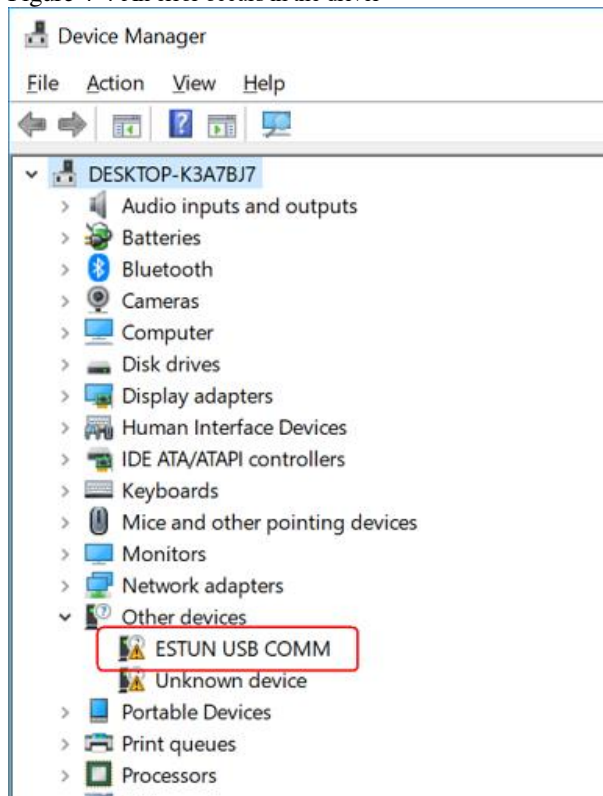 Device Manager
File Action View Help
DESKTOP-K3A7BJ7
Audio inputs and outputs
Batteries
Bluetooth
Cameras
Computer
Disk drives
Display adapters
Human Interface Devices
IDE ATA/ATAPI controllers
Keyboards
Mice and other pointing devices
Monitors
Network adapters
Other devices
ESTUN USB COMM
Unknown device
Portable Devices
Print queues
Processors